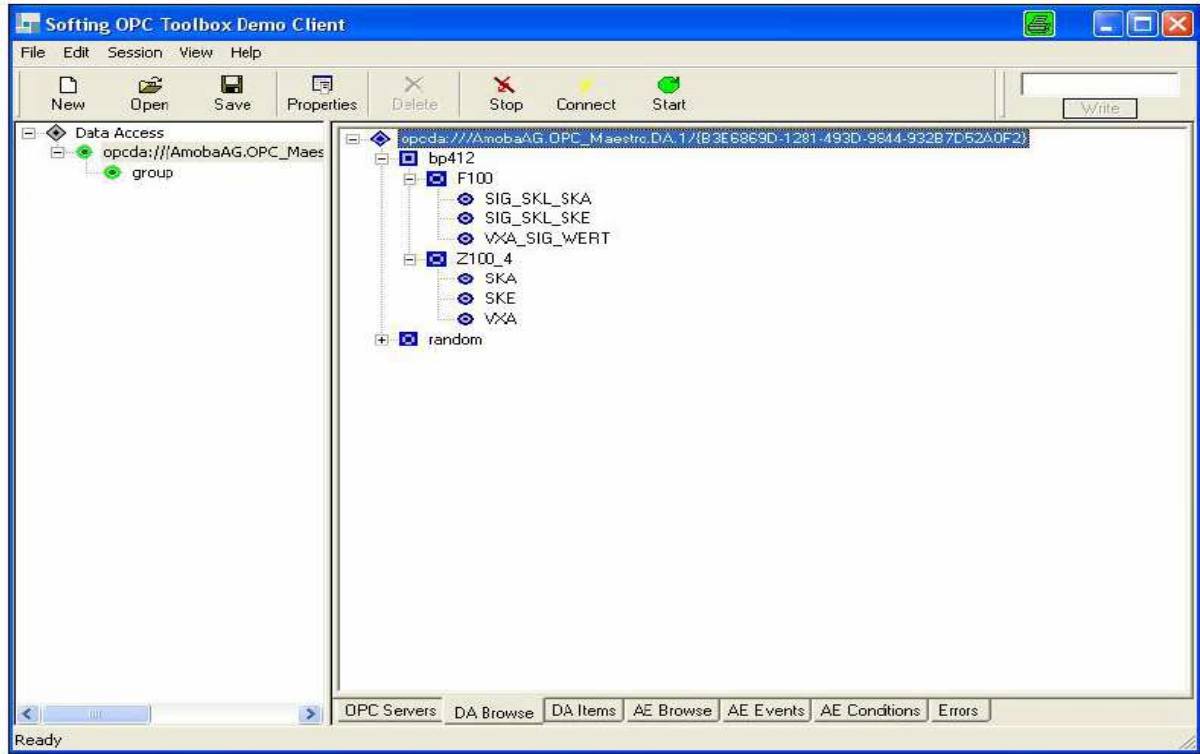 Softing OPC Toolbox Demo Client
File Edit Session View Help
New Open Save Properties Delete Stop Connect Start Write
Data Access
opcda:///AmobaAG.OPC_Maes
group
opcda:///AmobaAG.OPC_Maestro.DA.1/{B3E6869D-1281-493D-9844-932B7D52A0F2}
bp412
F100
SIG_SKL_SKA
SIG_SKL_SKE
VXA_SIG_WERT
Z100_4
SKA
SKE
VXA
random
OPC Servers DA Browse DA Items AE Browse AE Events AE Conditions Errors
Ready